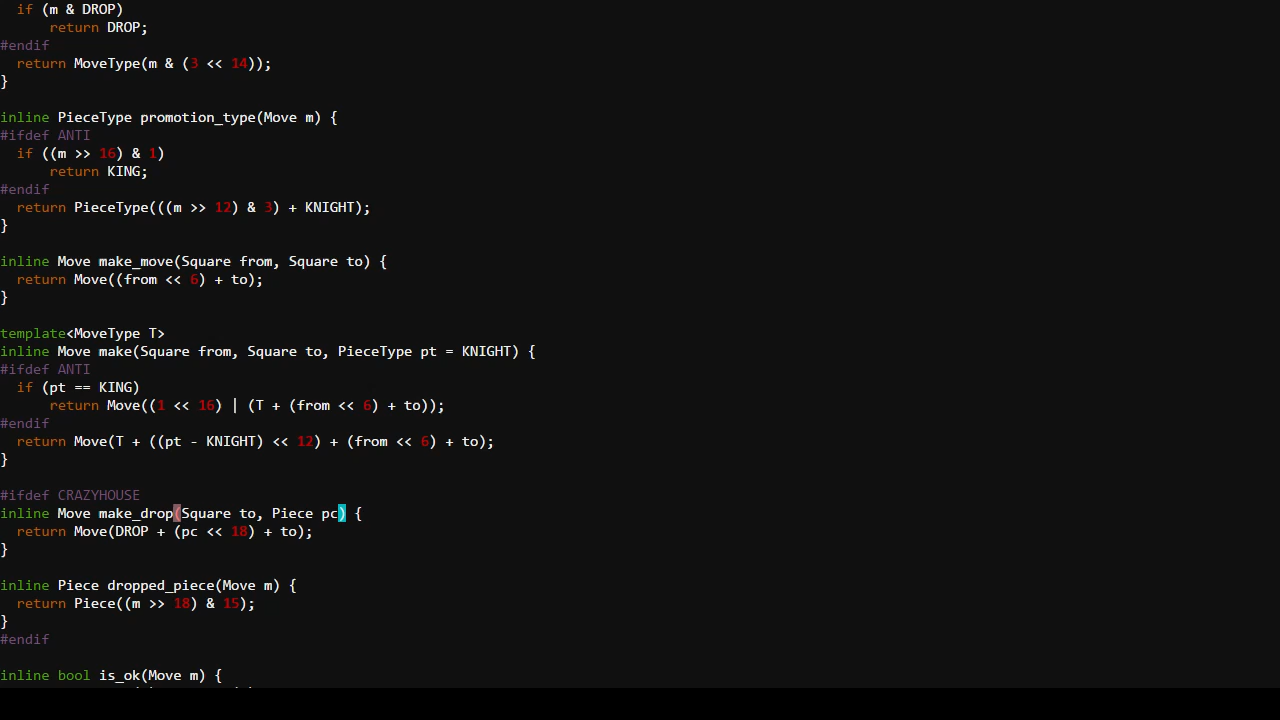 if (m & DROP)
      return DROP;
#endif
  return MoveType(m & (3 << 14));
}

inline PieceType promotion_type(Move m) {
#ifdef ANTI
  if ((m >> 16) & 1)
      return KING;
#endif
  return PieceType(((m >> 12) & 3) + KNIGHT);
}

inline Move make_move(Square from, Square to) {
  return Move((from << 6) + to);
}

template<MoveType T>
inline Move make(Square from, Square to, PieceType pt = KNIGHT) {
#ifdef ANTI
  if (pt == KING)
      return Move((1 << 16) | (T + (from << 6) + to));
#endif
  return Move(T + ((pt - KNIGHT) << 12) + (from << 6) + to);
}

#ifdef CRAZYHOUSE
inline Move make_drop(Square to, Piece pc) {
  return Move(DROP + (pc << 18) + to);
}

inline Piece dropped_piece(Move m) {
  return Piece((m >> 18) & 15);
}
#endif

inline bool is_ok(Move m) {